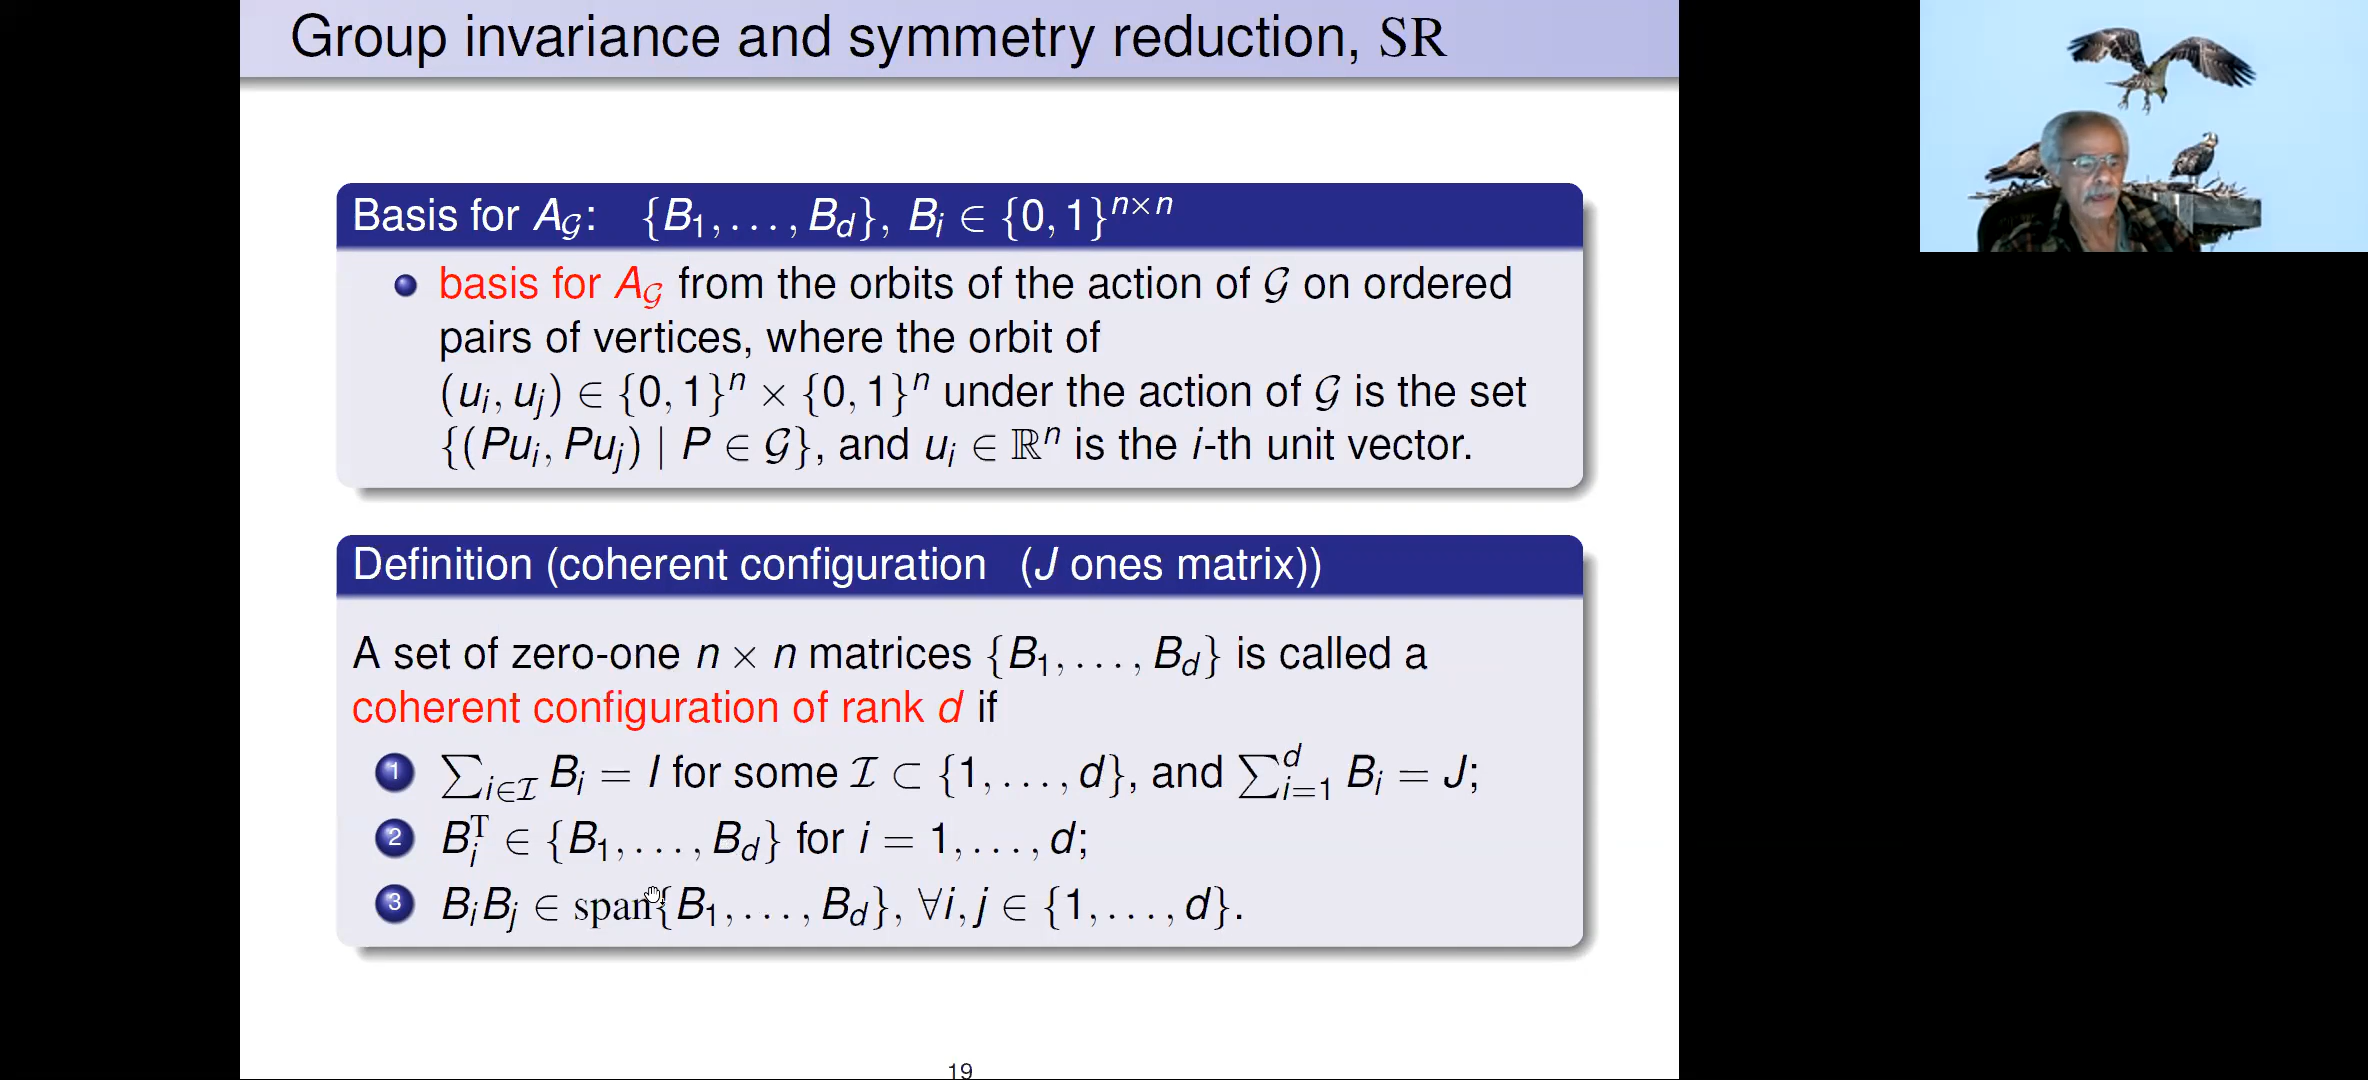 Group invariance and symmetry reduction, SR
Basis for A𝒢: {B₁, . . . , B_d}, Bᵢ ∈ {0, 1}ⁿˣⁿ
basis for A𝒢 from the orbits of the action of 𝒢 on ordered
pairs of vertices, where the orbit of
(uᵢ, uⱼ) ∈ {0, 1}ⁿ × {0, 1}ⁿ under the action of 𝒢 is the set
{(Puᵢ, Puⱼ) | P ∈ 𝒢}, and uᵢ ∈ ℝⁿ is the i-th unit vector.
Definition (coherent configuration (J ones matrix))
A set of zero-one n × n matrices {B₁, . . . , B_d} is called a
coherent configuration of rank d if
1 ∑_{i∈ℐ} Bᵢ = I for some ℐ ⊂ {1, . . . , d}, and ∑_{i=1}^{d} Bᵢ = J;
2 Bᵢᵀ ∈ {B₁, . . . , B_d} for i = 1, . . . , d;
3 BᵢBⱼ ∈ span{B₁, . . . , B_d}, ∀i, j ∈ {1, . . . , d}.
19